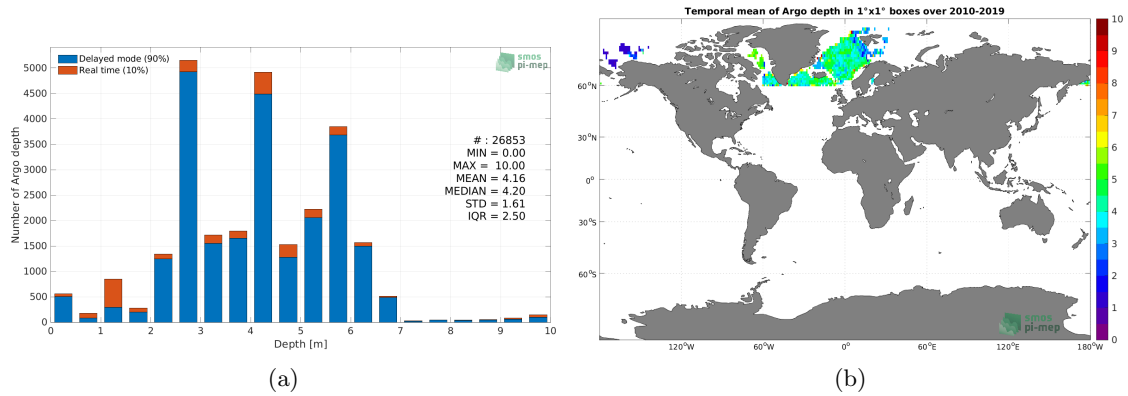 Delayed mode (90%)
Real time (10%)
smos
pi-mep
Number of Argo depth
5000
4500
4000
3500
3000
2500
2000
1500
1000
500
0
# : 26853
MIN = 0.00
MAX = 10.00
MEAN = 4.16
MEDIAN = 4.20
STD = 1.61
IQR = 2.50
0 1 2 3 4 5 6 7 8 9 10
Depth [m]
(a)
Temporal mean of Argo depth in 1°x1° boxes over 2010-2019
60°N
30°N
0°
30°S
60°S
120°W 60°W 0° 60°E 120°E 180°W
smos
pi-mep
10
9
8
7
6
5
4
3
2
1
0
(b)